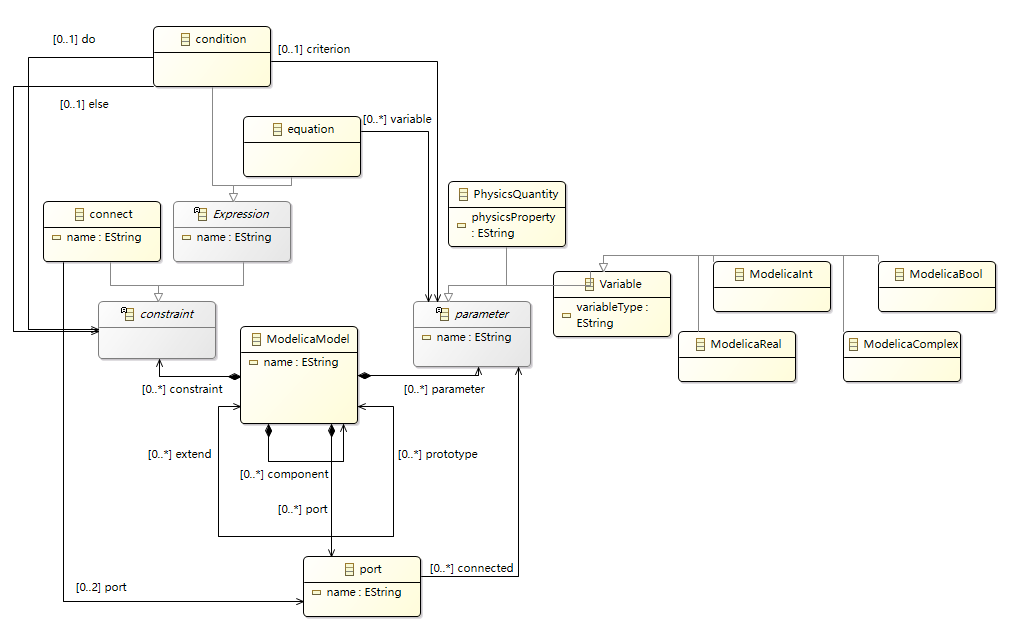 [0..1] do
condition
[0..1] criterion
[0..1] else
equation
[0..*] variable
PhysicsQuantity
physicsProperty
: EString
connect
name : EString
Expression
name : EString
Variable
variableType :
EString
ModelicaInt
ModelicaBool
ModelicaReal
ModelicaComplex
constraint
parameter
name : EString
ModelicaModel
name : EString
[0..*] constraint
[0..*] parameter
[0..*] extend
[0..*] prototype
[0..*] component
[0..*] port
port
name : EString
[0..*] connected
[0..2] port